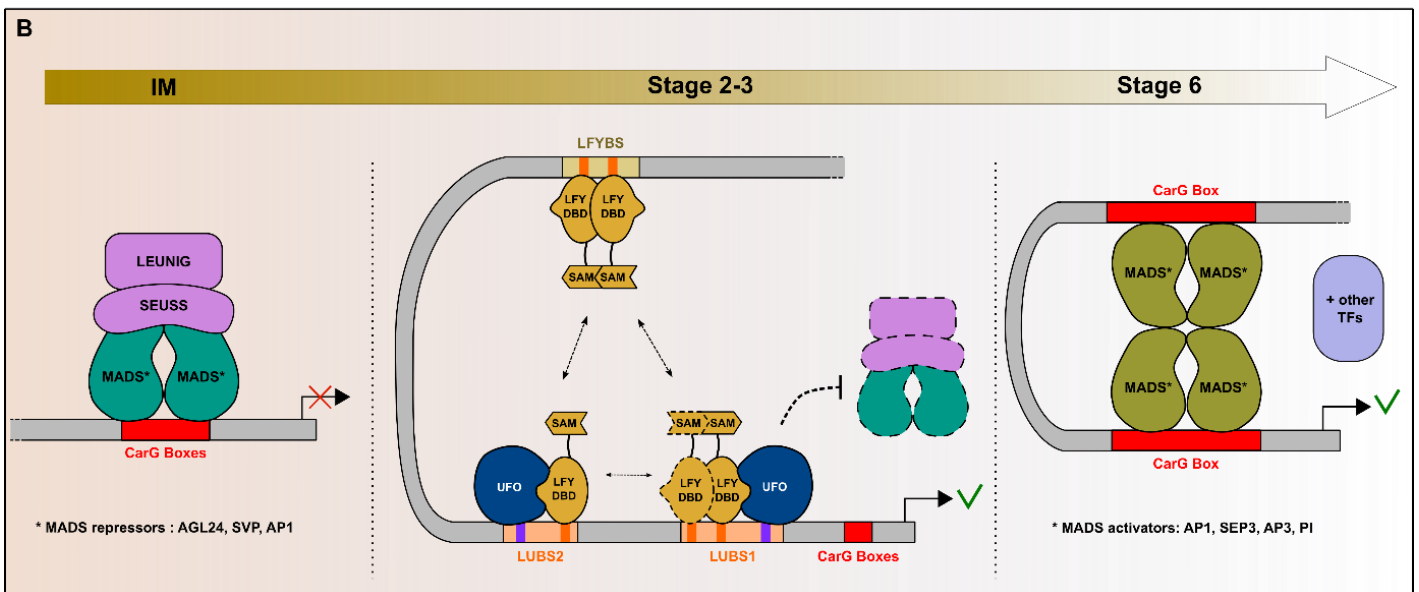 B
IM
Stage 2-3
Stage 6
LEUNIG
SEUSS
MADS*
MADS*
CarG Boxes
* MADS repressors : AGL24, SVP, AP1
LFYBS
LFY
DBD
LFY
DBD
SAM
SAM
SAM
UFO
LFY
DBD
LUBS2
SAM
SAM
LFY
DBD
LFY
DBD
UFO
LUBS1
CarG Boxes
CarG Box
MADS*
MADS*
MADS*
MADS*
CarG Box
+ other
TFs
* MADS activators: AP1, SEP3, AP3, PI